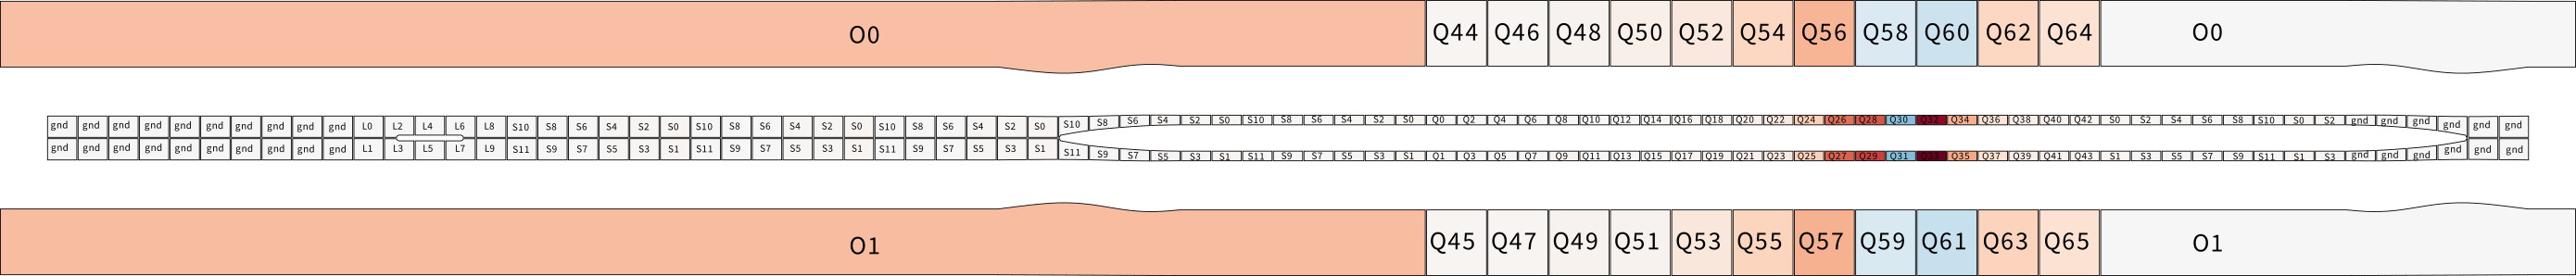 O0 Q44 Q46 Q48 Q50 Q52 Q54 Q56 Q58 Q60 Q62 Q64 O0
gnd gnd gnd gnd gnd gnd gnd gnd gnd gnd L0 L2 L4 L6 L8 S10 S8 S6 S4 S2 S0 S10 S8 S6 S4 S2 S0 S10 S8 S6 S4 S2 S0 S10 S8 S6 S4 S2 S0 S10 S8 S6 S4 S2 S0 Q0 Q2 Q4 Q6 Q8 Q10 Q12 Q14 Q16 Q18 Q20 Q22 Q24 Q26 Q28 Q30 Q32 Q34 Q36 Q38 Q40 Q42 S0 S2 S4 S6 S8 S10 S0 S2 gnd gnd gnd gnd gnd gnd
gnd gnd gnd gnd gnd gnd gnd gnd gnd gnd L1 L3 L5 L7 L9 S11 S9 S7 S5 S3 S1 S11 S9 S7 S5 S3 S1 S11 S9 S7 S5 S3 S1 S11 S9 S7 S5 S3 S1 S11 S9 S7 S5 S3 S1 Q1 Q3 Q5 Q7 Q9 Q11 Q13 Q15 Q17 Q19 Q21 Q23 Q25 Q27 Q29 Q31 Q33 Q35 Q37 Q39 Q41 Q43 S1 S3 S5 S7 S9 S11 S1 S3 gnd gnd gnd gnd gnd gnd
O1 Q45 Q47 Q49 Q51 Q53 Q55 Q57 Q59 Q61 Q63 Q65 O1